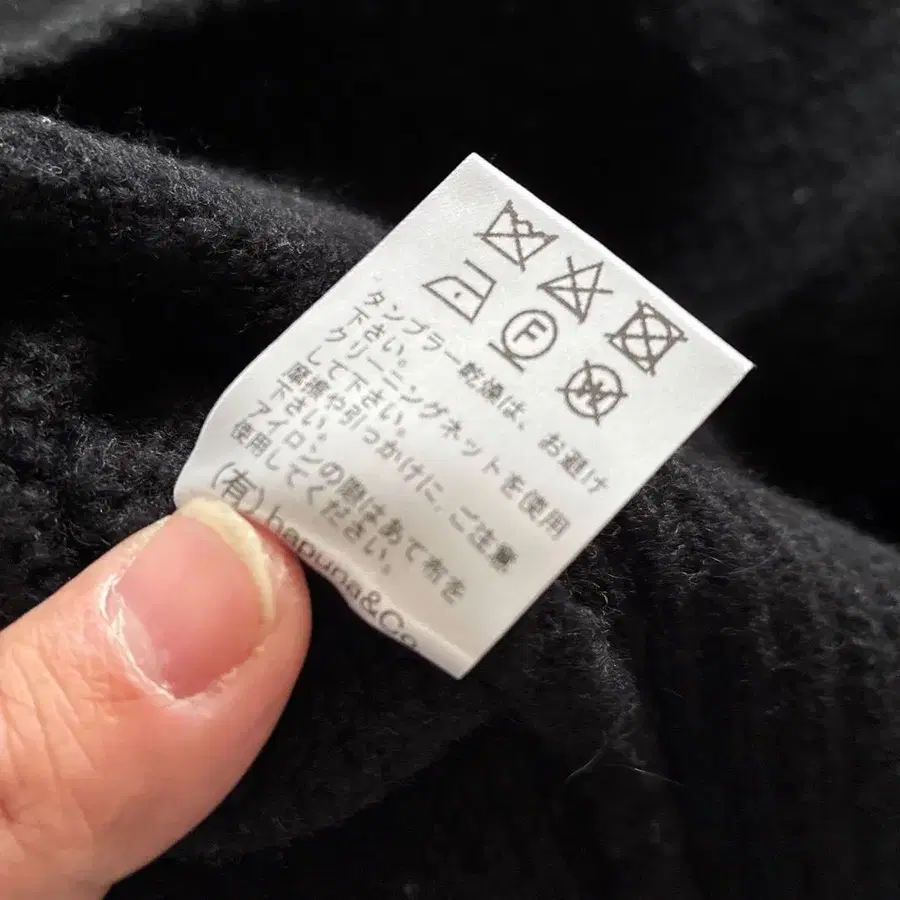 F
W
タンブラー乾燥は、お避け
下さい。
クリーニングネットを使用
して下さい。
摩擦や引っかけに、ご注意
下さい。
アイロンの際はあて布を
使用してください。
(有) hapuna&Co.